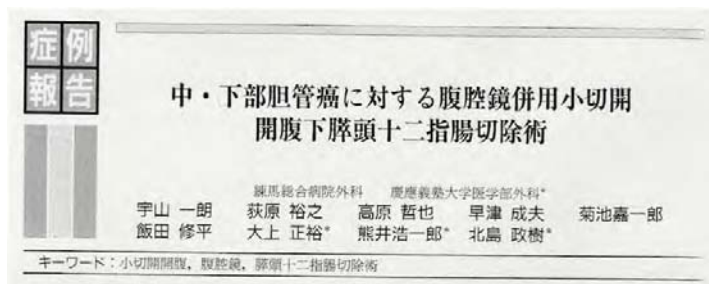 症例
報告
中・下部胆管癌に対する腹腔鏡併用小切開
開腹下膵頭十二指腸切除術
練馬総合病院外科 慶應義塾大学医学部外科*
宇山 一朗 荻原 裕之 高原 哲也 早津 成夫 菊池嘉一郎
飯田 修平 大上 正裕* 熊井浩一郎* 北島 政樹*
キーワード:小切開開腹,腹腔鏡,膵頭十二指腸切除術